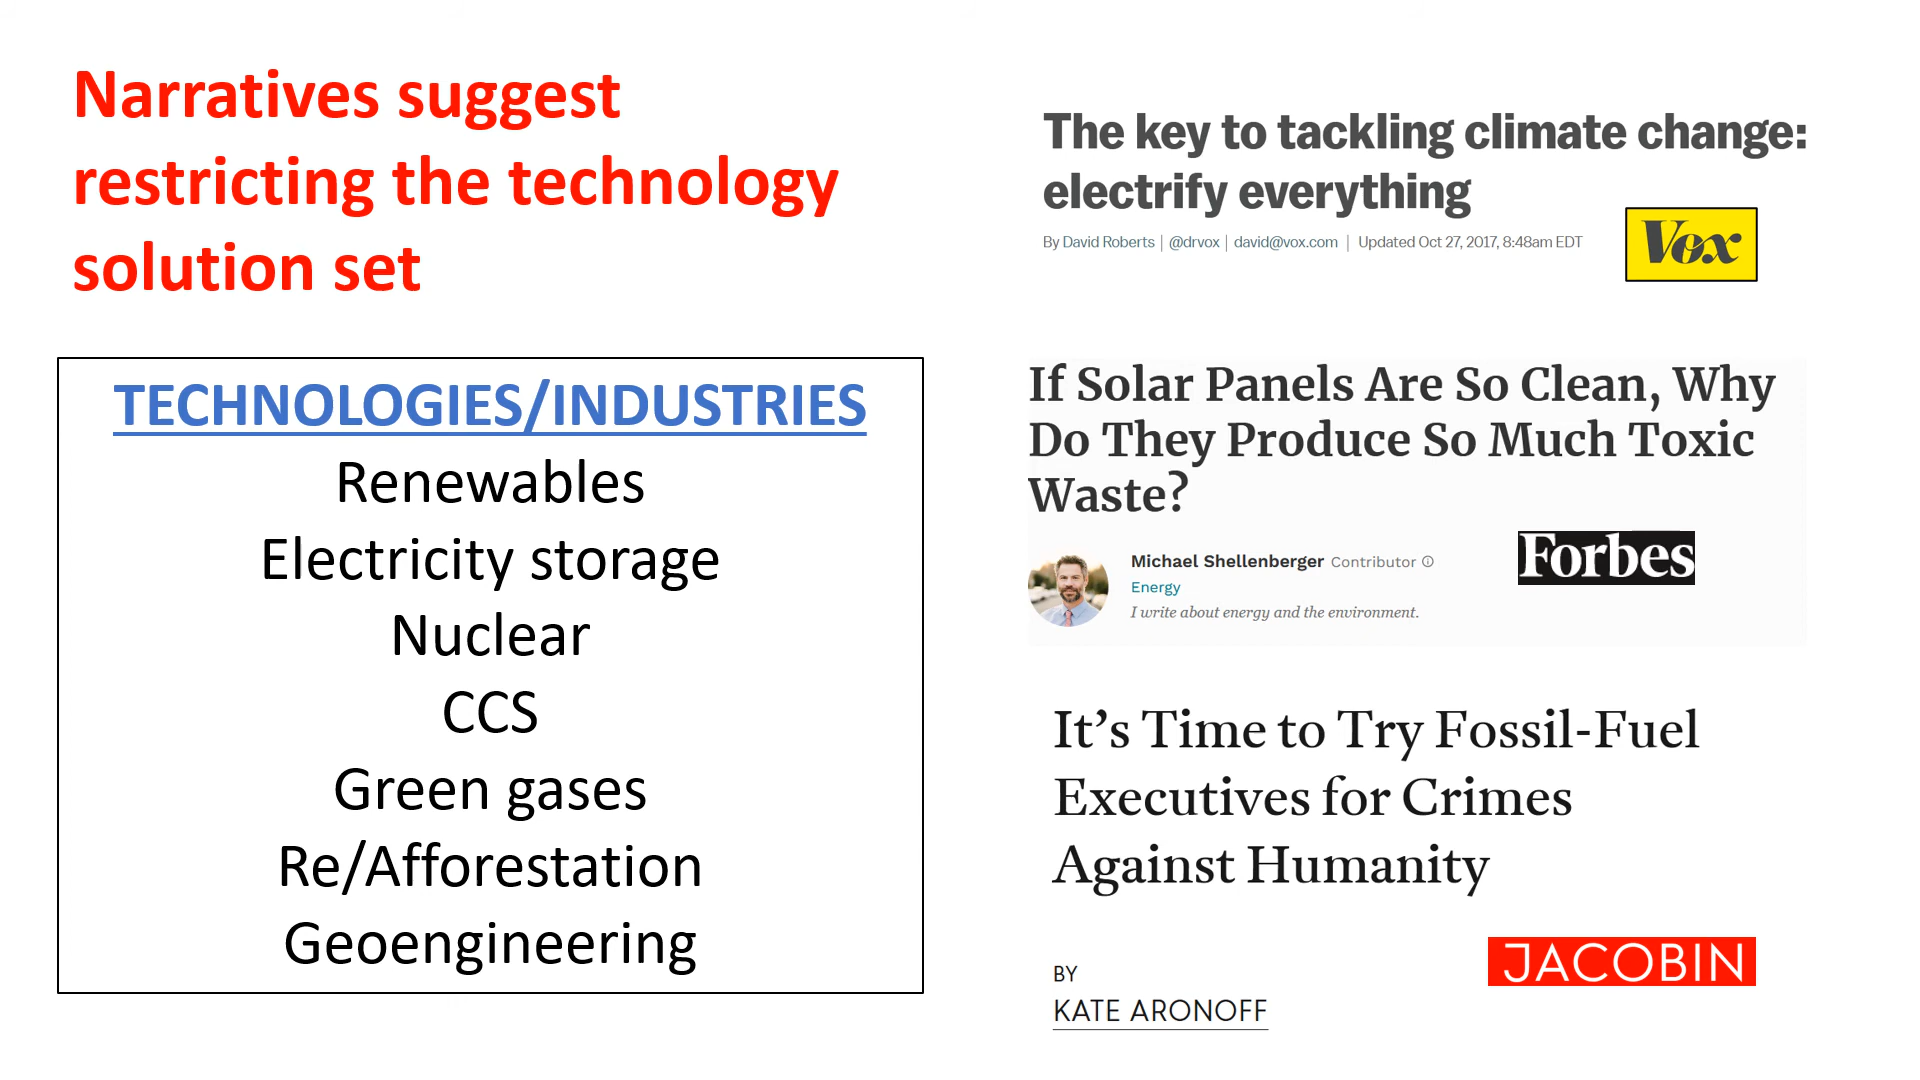 Narratives suggest
restricting the technology
solution set
TECHNOLOGIES/INDUSTRIES
Renewables
Electricity storage
Nuclear
CCS
Green gases
Re/Afforestation
Geoengineering
The key to tackling climate change:
electrify everything
By David Roberts | @drvox | david@vox.com | Updated Oct 27, 2017, 8:48am EDT
Vox
If Solar Panels Are So Clean, Why
Do They Produce So Much Toxic
Waste?
Michael Shellenberger Contributor
Energy
I write about energy and the environment.
Forbes
It's Time to Try Fossil-Fuel
Executives for Crimes
Against Humanity
BY
KATE ARONOFF
JACOBIN